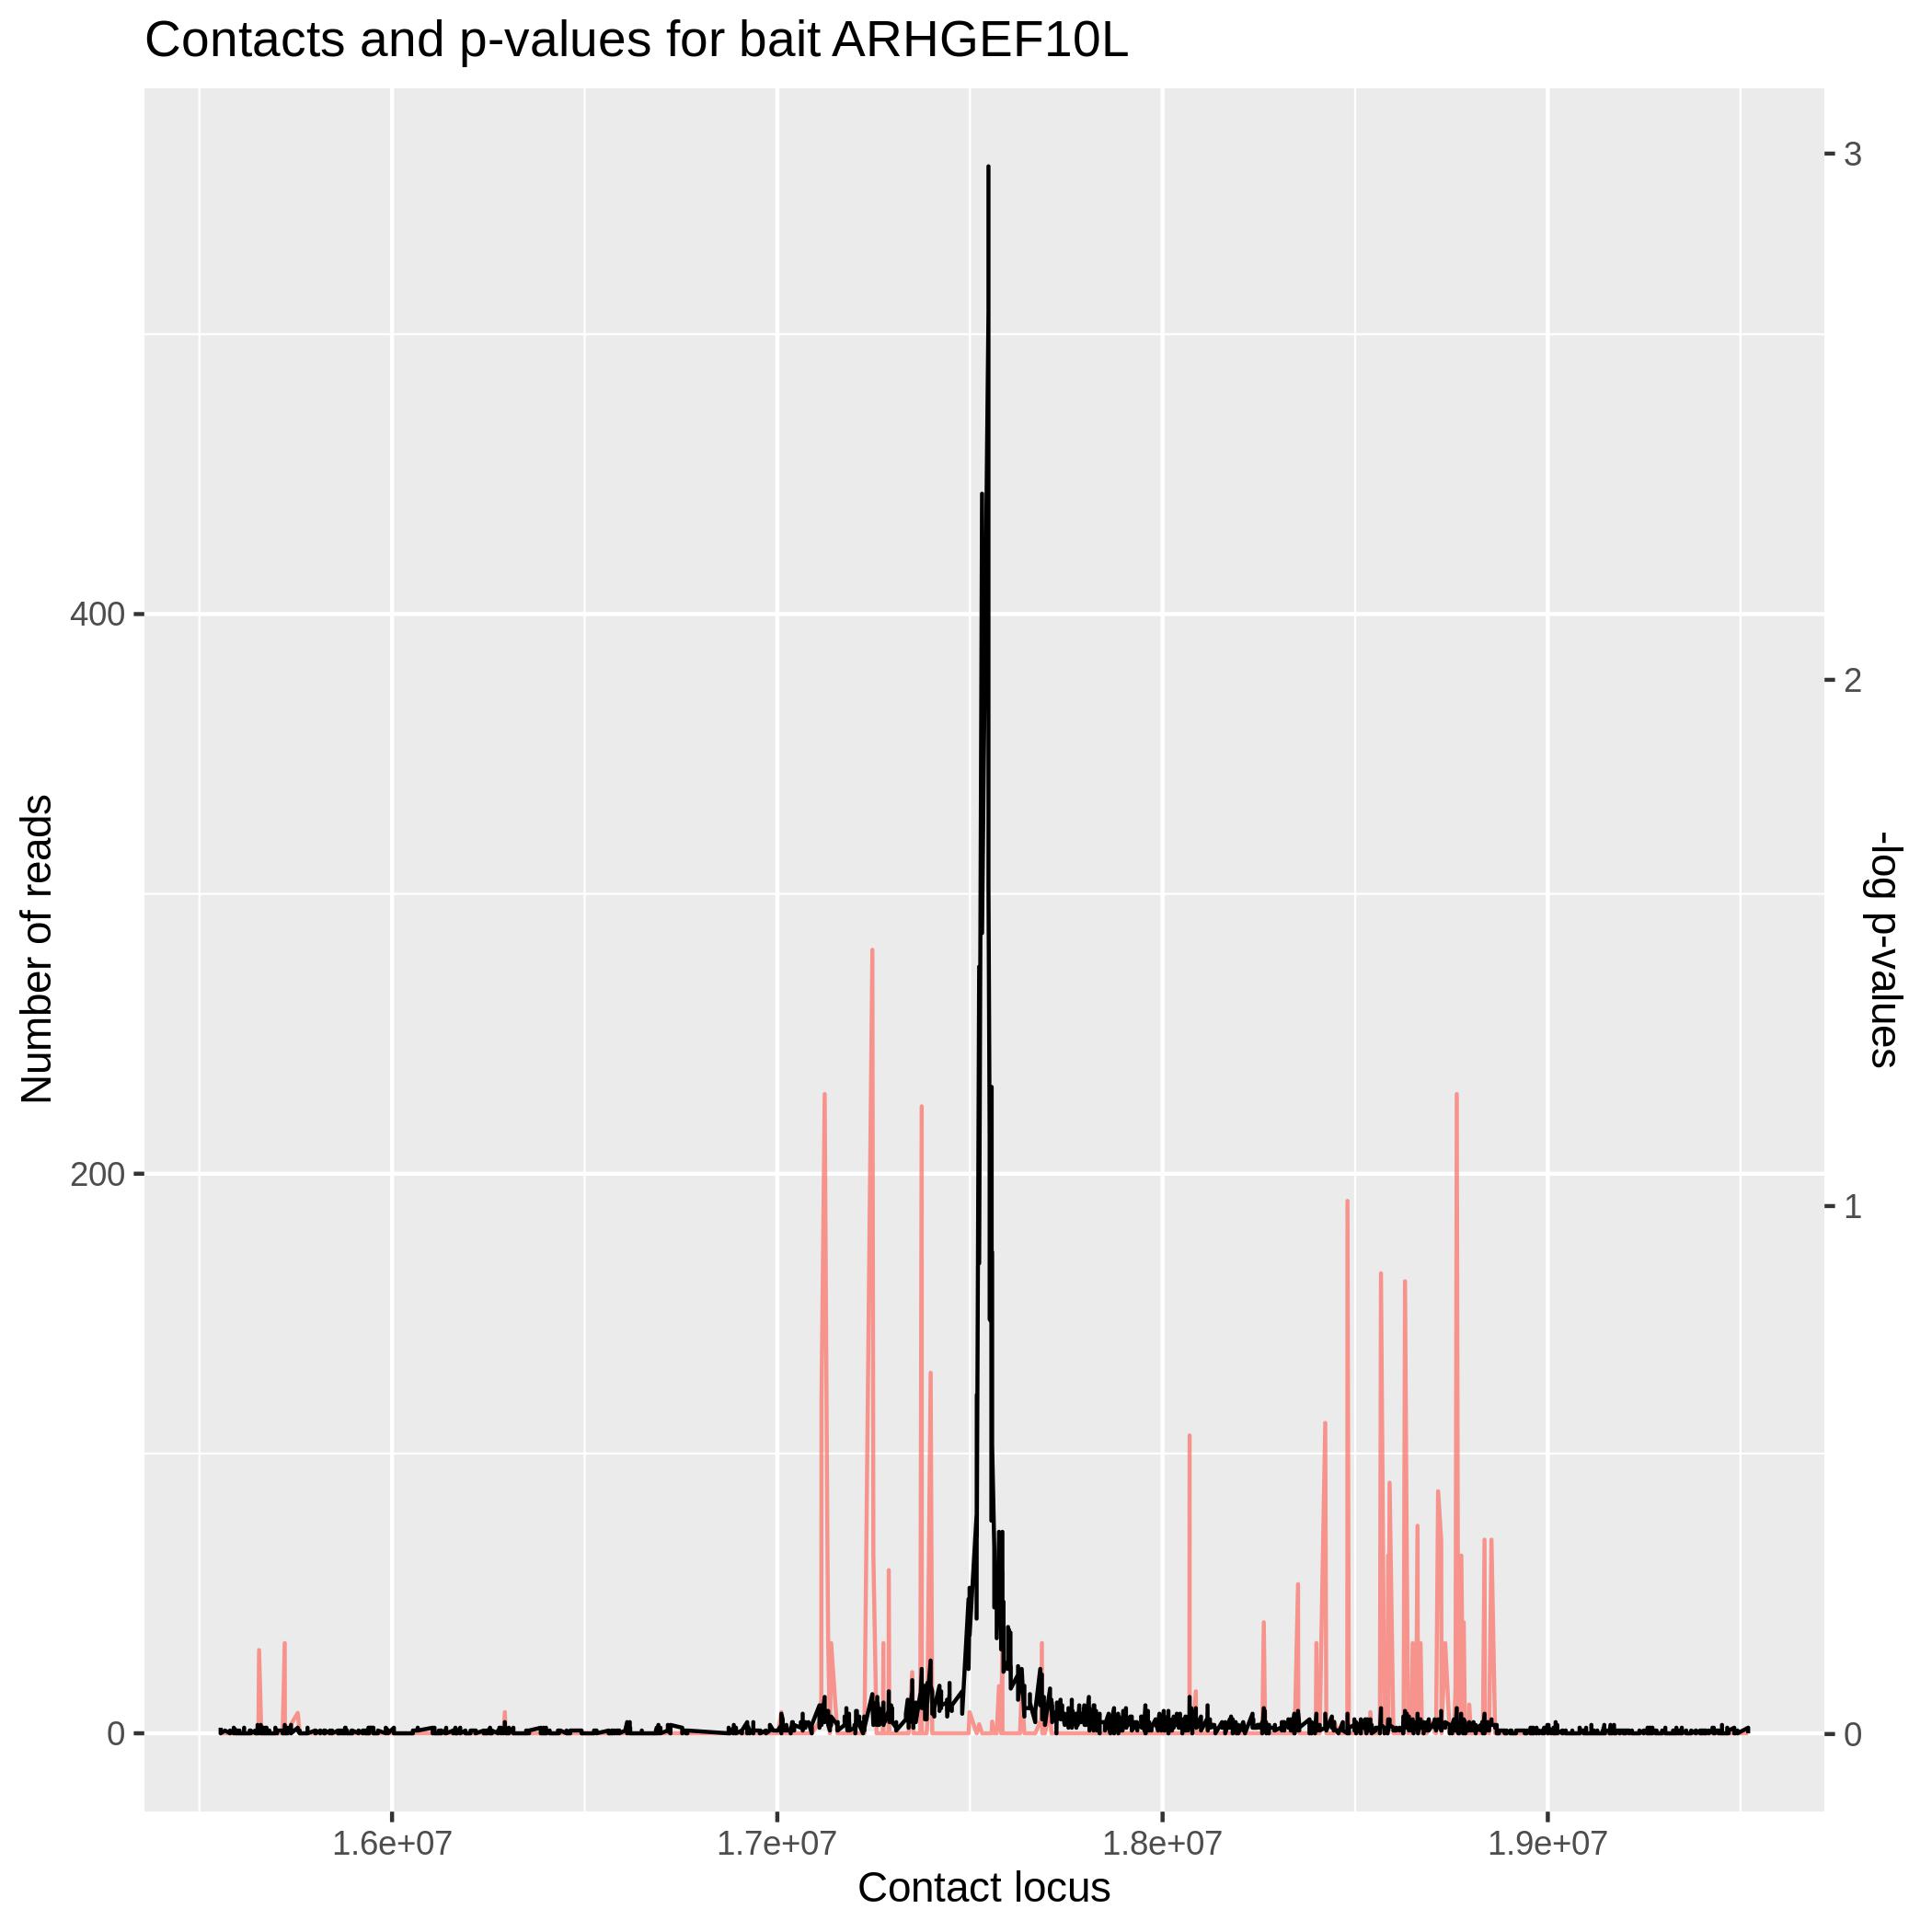 Contacts and p-values for bait ARHGEF10L
Number of reads
400
200
0
3
2
1
0
-log p-values
1.6e+07
1.7e+07
1.8e+07
1.9e+07
Contact locus